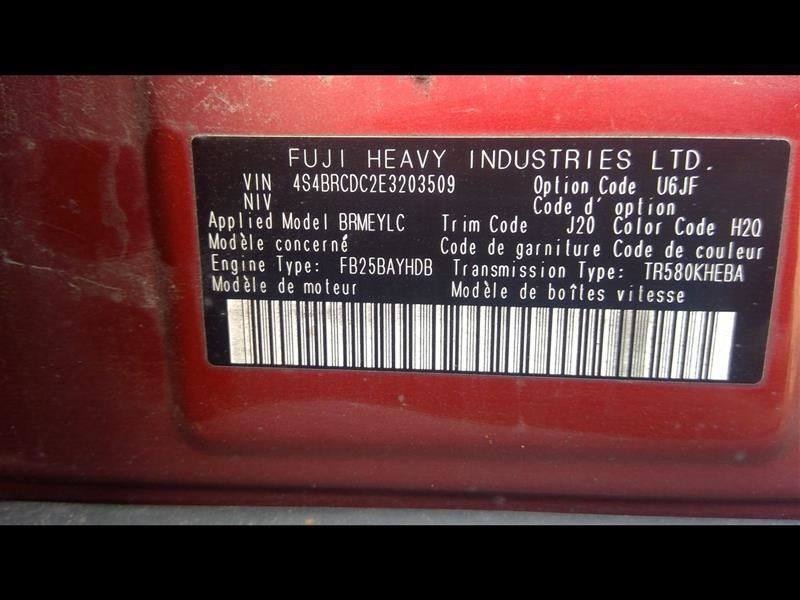 FUJI HEAVY INDUSTRIES LTD.
VIN 4S4BRCDC2E3203509 Option Code U6JF
NIV Code d' option
Applied Model BRMEYLC Trim Code J20 Color Code H2Q
Modèle concerné Code de garniture Code de couleur
Engine Type: FB25BAYHDB Transmission Type: TR580KHEBA
Modèle de moteur Modèle de boîtes vitesse